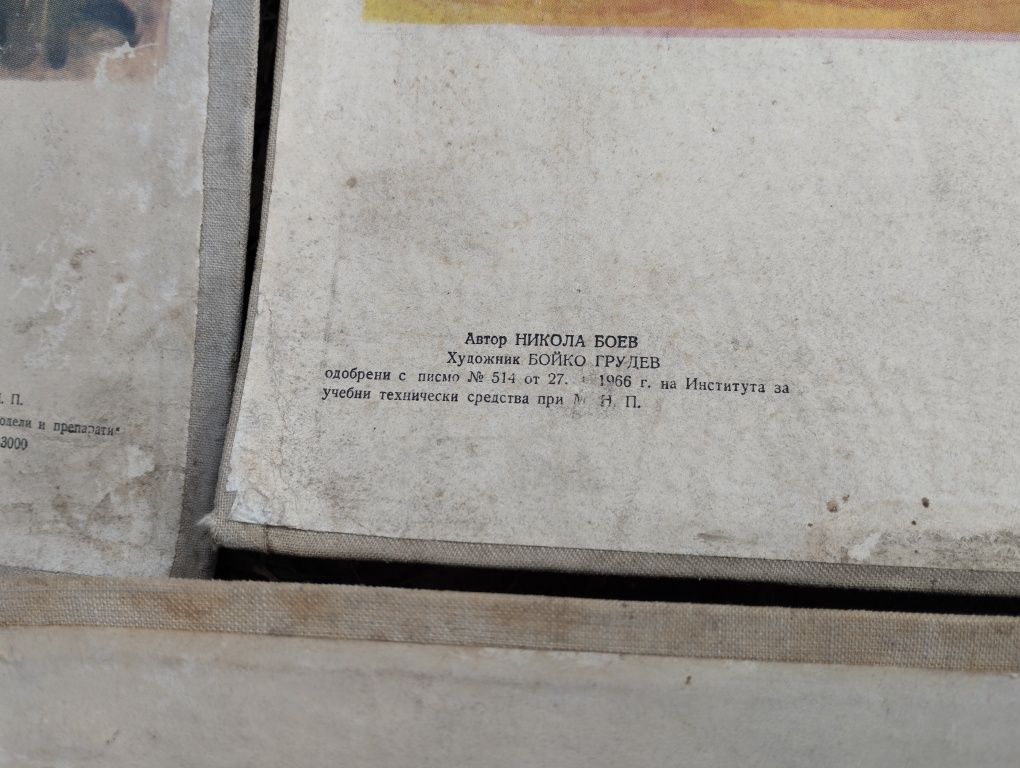 Автор НИКОЛА БОЕВ
Художник БОЙКО ГРУДЕВ
одобрени с писмо № 514 от 27. 1966 г. на Института за
учебни технически средства при М. Н. П.
П.
и препарати“
3000